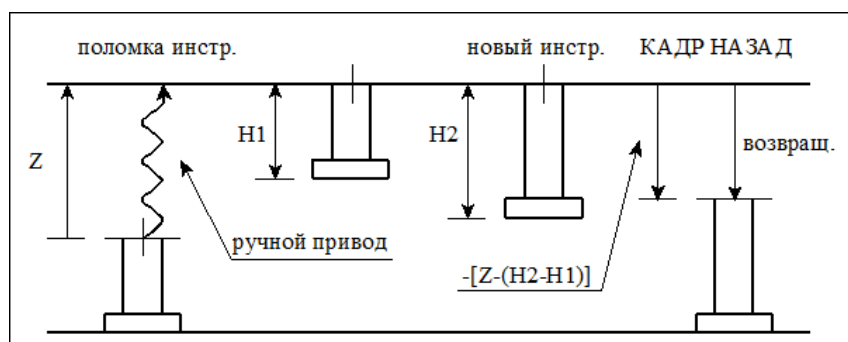 поломка инстр.
новый инстр.
КАДР НАЗАД
Z
H1
H2
возвращ.
ручной привод
-[Z-(H2-H1)]